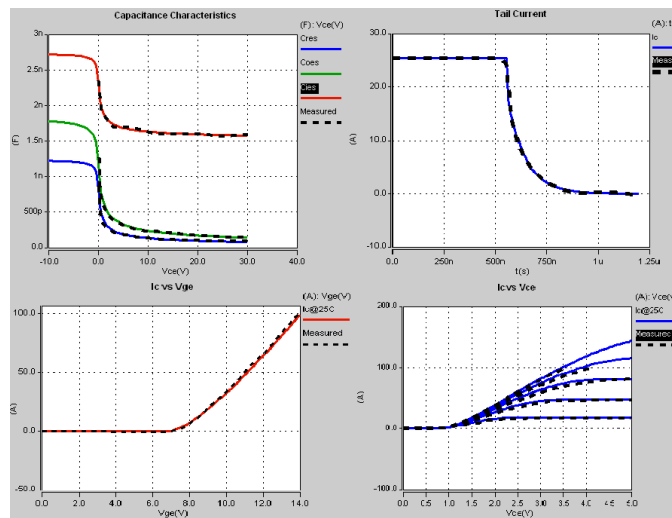 Capacitance Characteristics
(F): Vce(V)
Cres
Coes
Cies
Measured
3n
2.5n
2n
1.5n
1n
500p
0.0
(F)
-10.0 0.0 10.0 20.0 30.0 40.0
Vce(V)
Tail Current
(A): t(
Ic
Meas
30.0
20.0
10.0
0.0
-10.0
(A)
0.0 250n 500n 750n 1u 1.25u
t(s)
Ic vs Vge
(A): Vge(V)
Ic@25C
Measured
100.0
50.0
0.0
-50.0
(A)
0.0 2.0 4.0 6.0 8.0 10.0 12.0 14.0
Vge(V)
Ic vs Vce
(A): Vce(V
Ic@25C
Measured
200.0
100.0
0.0
-100.0
(A)
0.0 0.5 1.0 1.5 2.0 2.5 3.0 3.5 4.0 4.5 5.0
Vce(V)